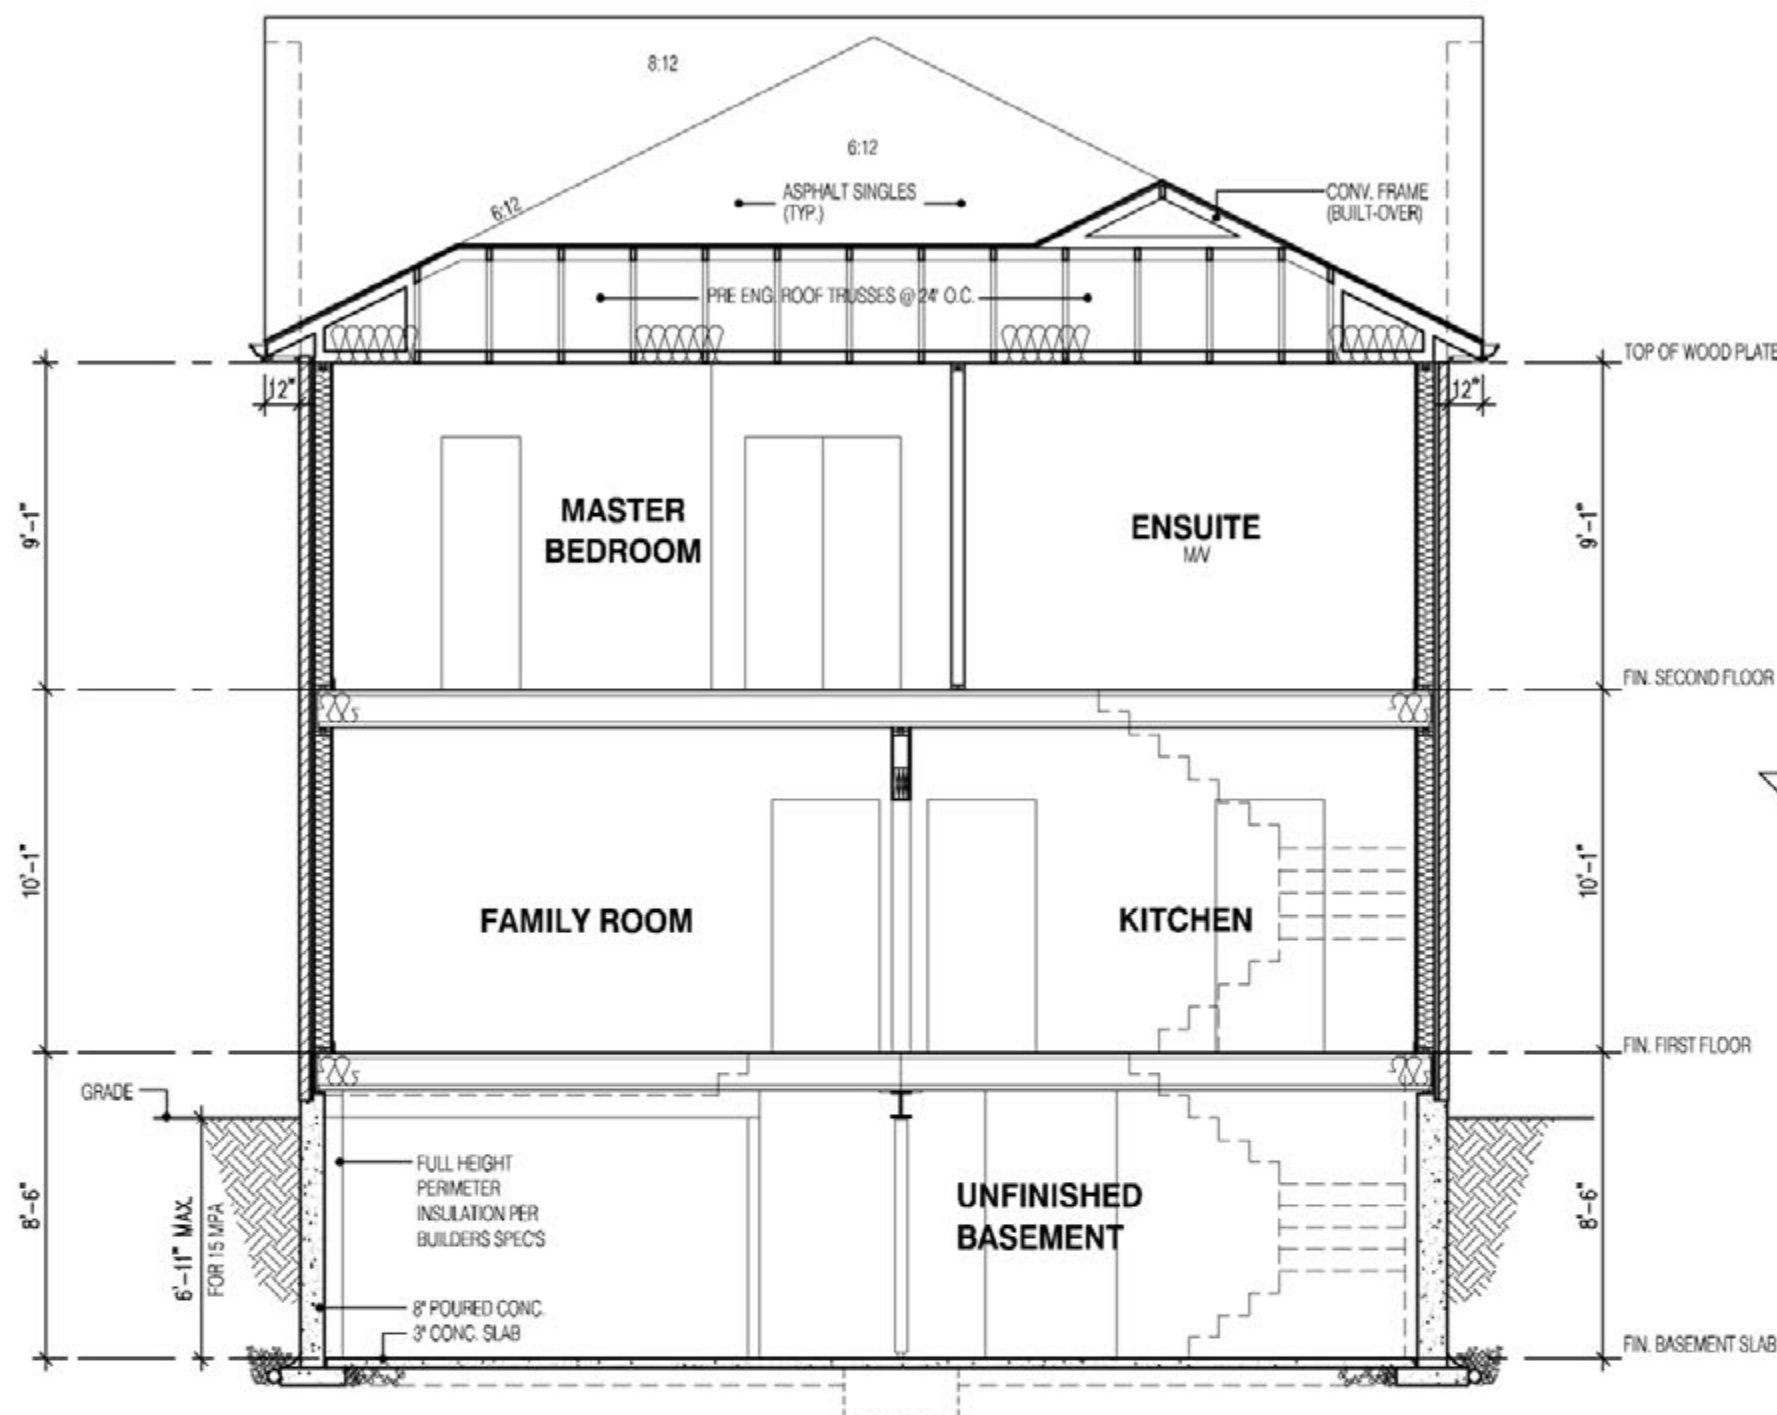 8:12
6:12
6:12
ASPHALT SINGLES
(TYP.)
CONV. FRAME
(BUILT-OVER)
PRE ENG. ROOF TRUSSES @ 24" O.C.
TOP OF WOOD PLATE
12"
12"
9'-1"
MASTER
BEDROOM
ENSUITE
M/V
9'-1"
FIN. SECOND FLOOR
10'-1"
FAMILY ROOM
KITCHEN
10'-1"
FIN. FIRST FLOOR
GRADE
8'-6"
6'-11" MAX.
FOR 15 MPA
FULL HEIGHT
PERIMETER
INSULATION PER
BUILDERS SPEC'S
UNFINISHED
BASEMENT
8'-6"
8" POURED CONC.
3" CONC. SLAB
FIN. BASEMENT SLAB